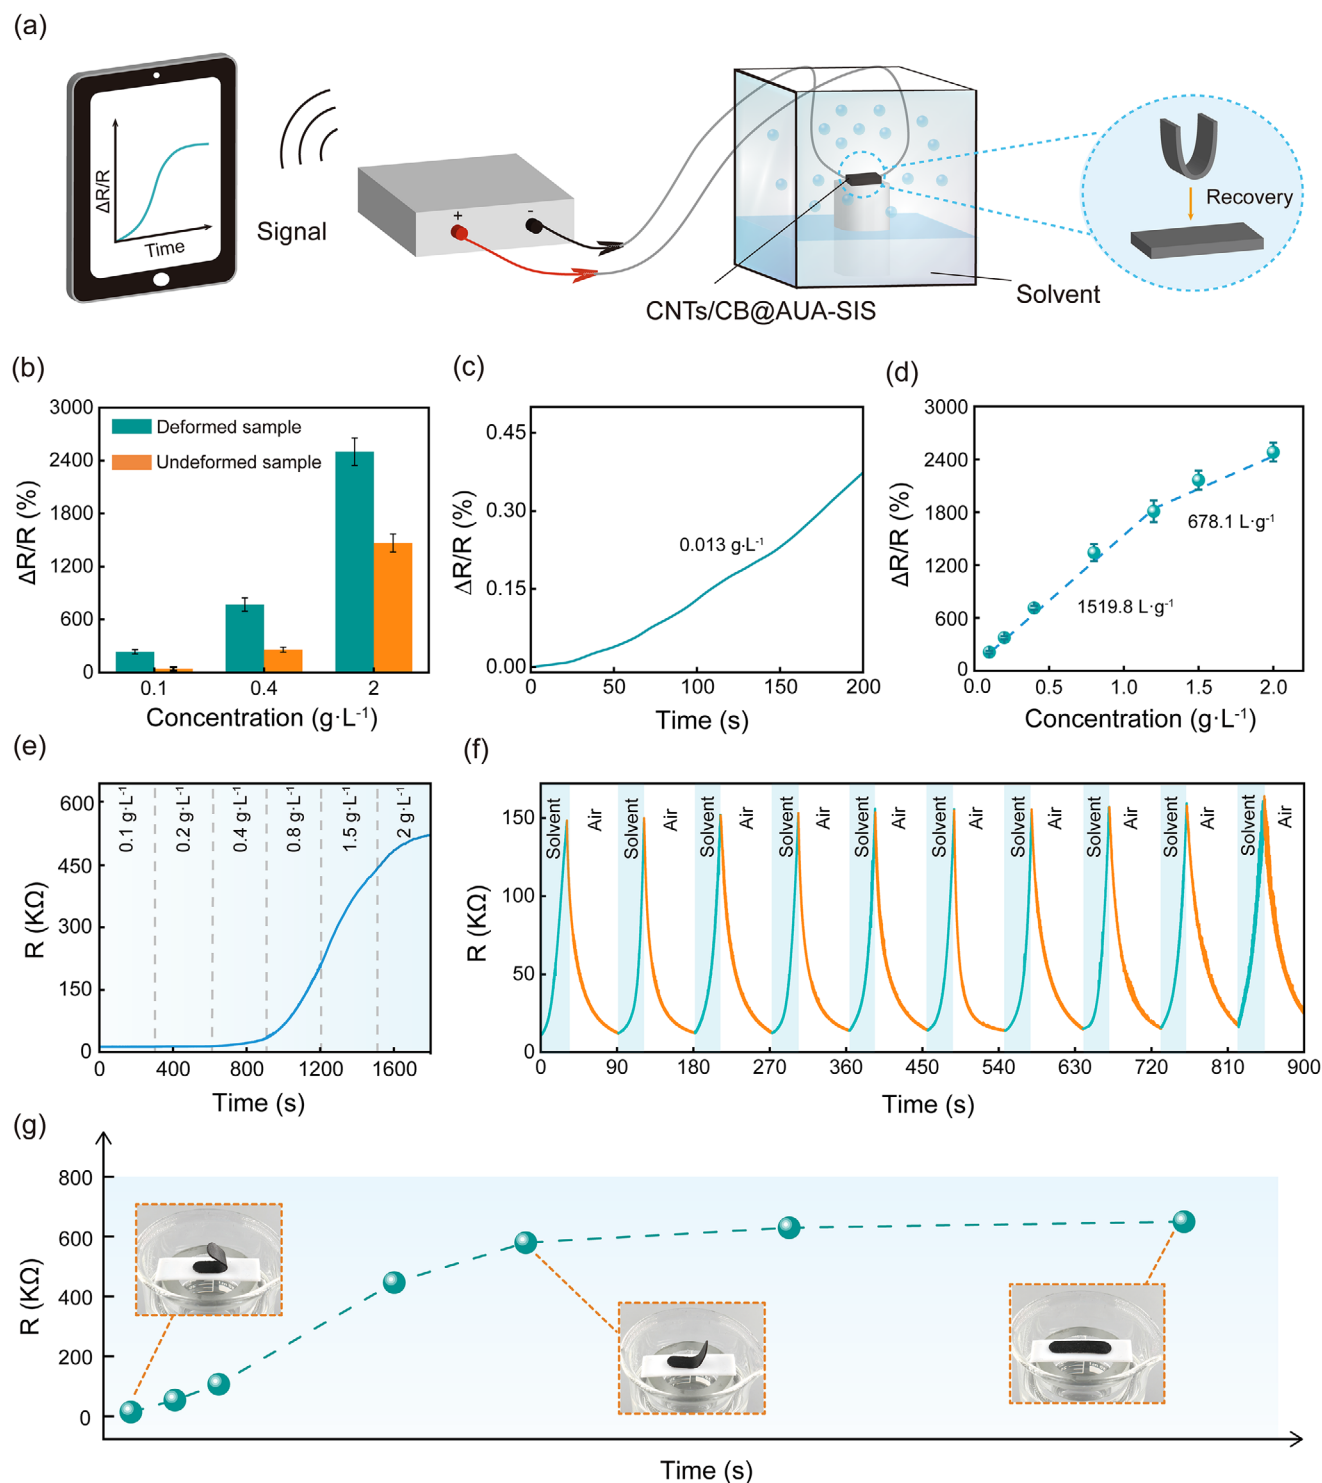 (a)
ΔR/R
Time
Signal
+
-
CNTs/CB@AUA-SIS
Solvent
Recovery
(b)
ΔR/R (%)
3000
2400
1800
1200
600
0
Deformed sample
Undeformed sample
0.1
0.4
2
Concentration (g·L⁻¹)
(c)
ΔR/R (%)
0.45
0.30
0.15
0.00
0.013 g·L⁻¹
0
50
100
150
200
Time (s)
(d)
ΔR/R (%)
3000
2400
1800
1200
600
0
678.1 L·g⁻¹
1519.8 L·g⁻¹
0.0
0.5
1.0
1.5
2.0
Concentration (g·L⁻¹)
(e)
R (KΩ)
600
450
300
150
0
0.1 g·L⁻¹
0.2 g·L⁻¹
0.4 g·L⁻¹
0.8 g·L⁻¹
1.5 g·L⁻¹
2 g·L⁻¹
0
400
800
1200
1600
Time (s)
(f)
R (KΩ)
150
100
50
0
Solvent
Air
Solvent
Air
Solvent
Air
Solvent
Air
Solvent
Air
Solvent
Air
Solvent
Air
Solvent
Air
Solvent
Air
Solvent
Air
0
90
180
270
360
450
540
630
720
810
900
Time (s)
(g)
R (KΩ)
800
600
400
200
0
Time (s)